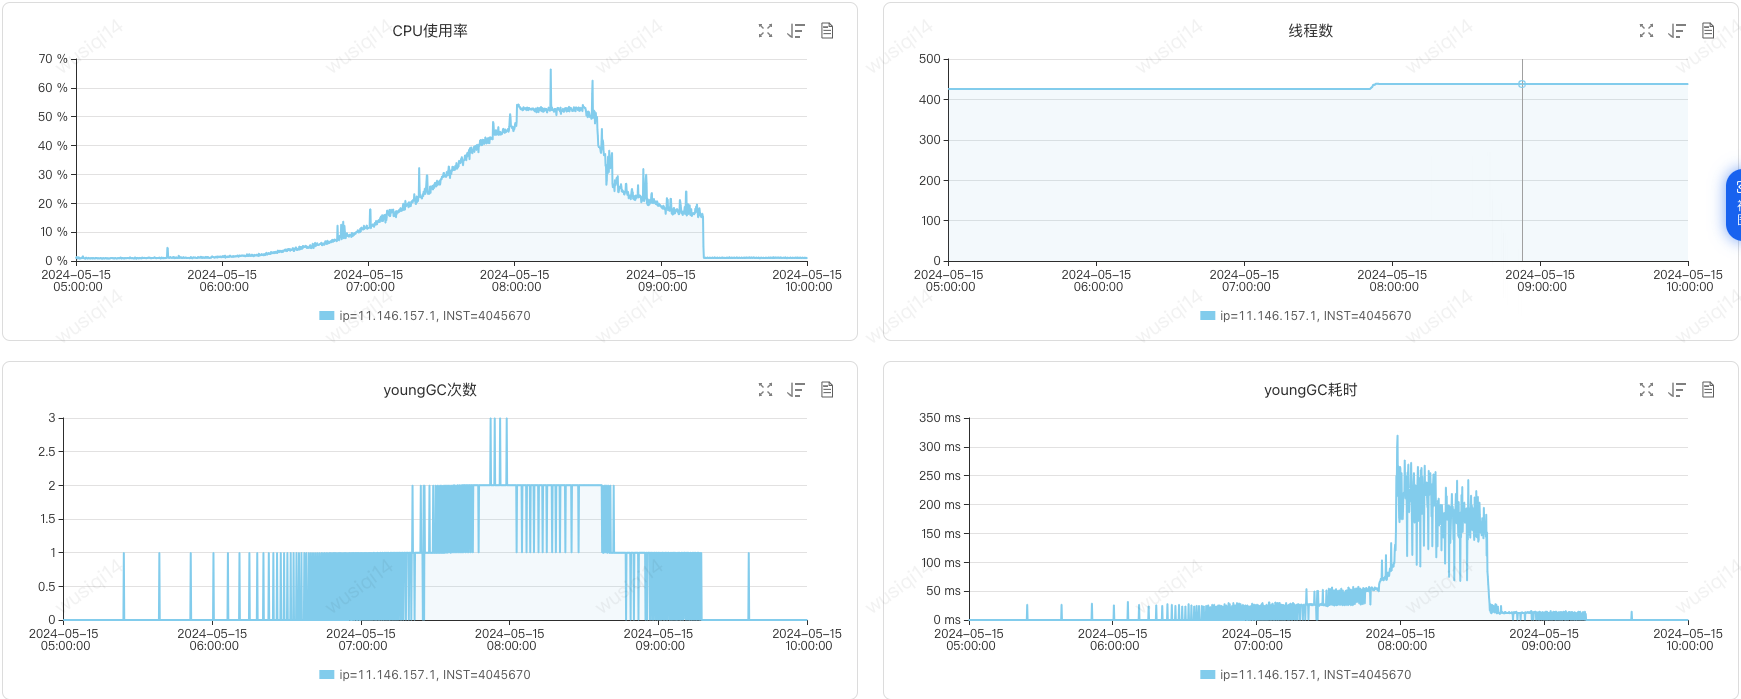 CPU使用率
70 %
60 %
50 %
40 %
30 %
20 %
10 %
0 %
2024-05-15 05:00:00
2024-05-15 06:00:00
2024-05-15 07:00:00
2024-05-15 08:00:00
2024-05-15 09:00:00
2024-05-15 10:00:00
ip=11.146.157.1, INST=4045670
线程数
500
400
300
200
100
0
2024-05-15 05:00:00
2024-05-15 06:00:00
2024-05-15 07:00:00
2024-05-15 08:00:00
2024-05-15 09:00:00
2024-05-15 10:00:00
ip=11.146.157.1, INST=4045670
youngGC次数
3
2.5
2
1.5
1
0.5
0
2024-05-15 05:00:00
2024-05-15 06:00:00
2024-05-15 07:00:00
2024-05-15 08:00:00
2024-05-15 09:00:00
2024-05-15 10:00:00
ip=11.146.157.1, INST=4045670
youngGC耗时
350 ms
300 ms
250 ms
200 ms
150 ms
100 ms
50 ms
0 ms
2024-05-15 05:00:00
2024-05-15 06:00:00
2024-05-15 07:00:00
2024-05-15 08:00:00
2024-05-15 09:00:00
2024-05-15 10:00:00
ip=11.146.157.1, INST=4045670
wusiqi14